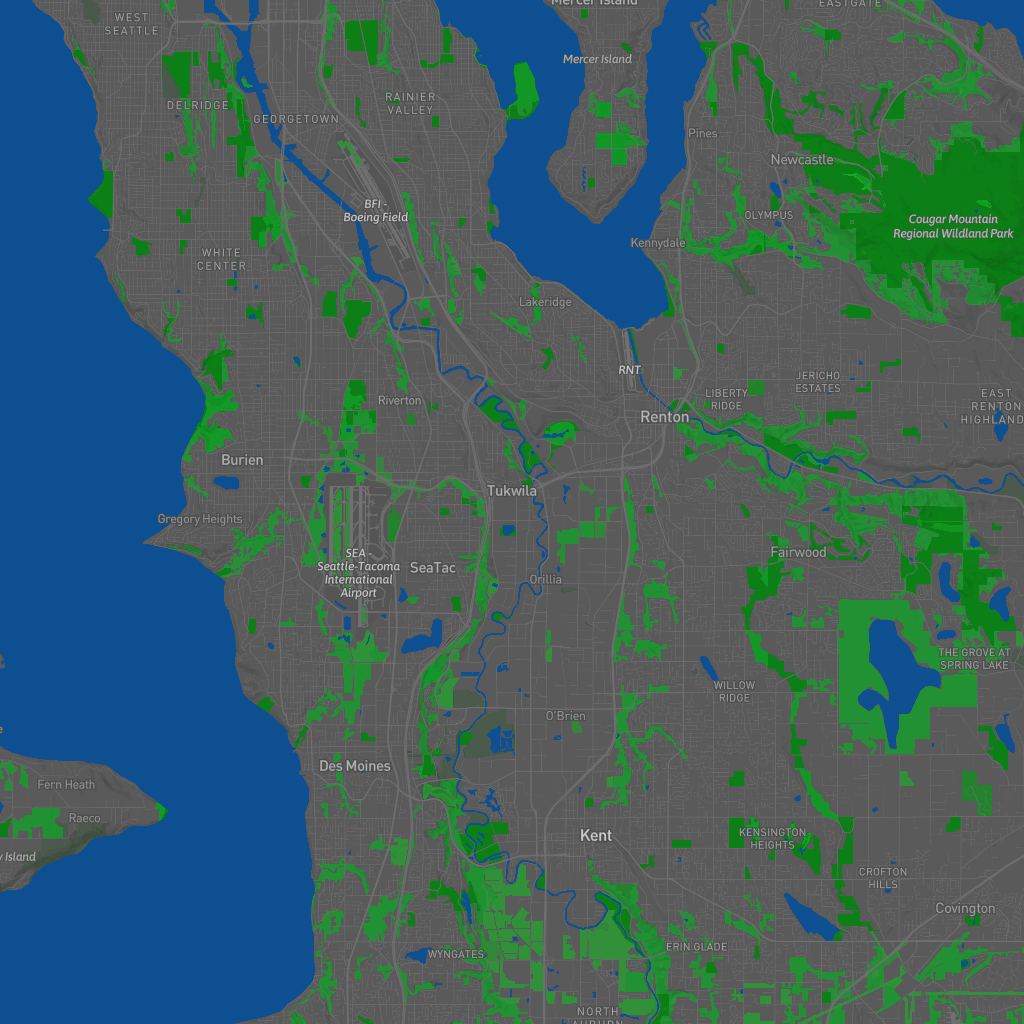 Mercer Island
EASTGATE
WEST
SEATTLE
Mercer Island
DELRIDGE
RAINIER
VALLEY
GEORGETOWN
Pines
Newcastle
BFI -
Boeing Field
OLYMPUS
Cougar Mountain
Regional Wildland Park
Kennydale
WHITE
CENTER
Lakeridge
RNT
JERICHO
ESTATES
LIBERTY
RIDGE
EAST
RENTON
HIGHLAND
Riverton
Renton
Burien
Tukwila
Gregory Heights
SEA -
Seattle-Tacoma
International
Airport
SeaTac
Orillia
Fairwood
THE GROVE AT
SPRING LAKE
WILLOW
RIDGE
O'Brien
Des Moines
Fern Heath
Raeco
Island
Kent
KENSINGTON
HEIGHTS
CROFTON
HILLS
Covington
WYNGATES
ERIN GLADE
NORTH
AUBURN